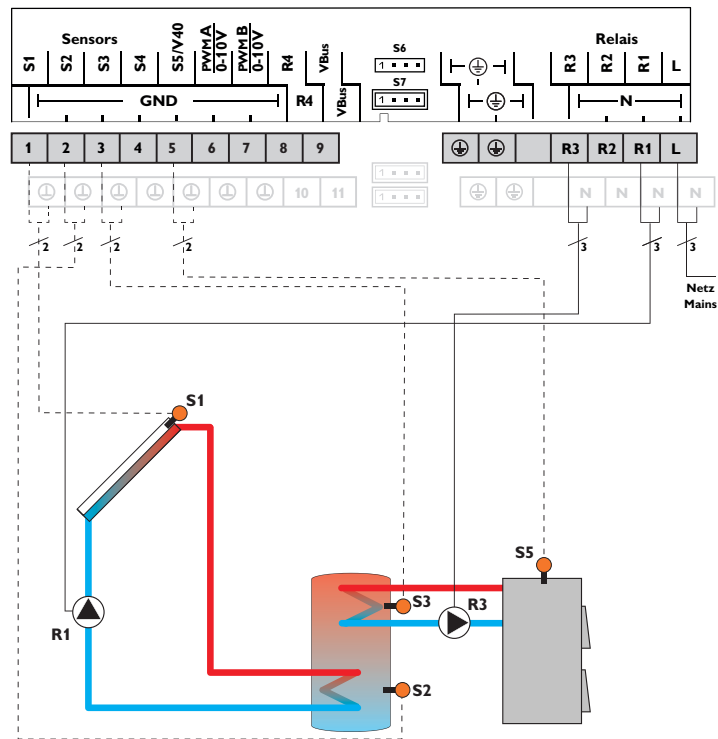 Sensors
Relais
S1 S2 S3 S4 S5/V40 PWM A 0-10V PWM B 0-10V R4 VBus S6 R3 R2 R1 L
1
S7
1
GND R4 VBus N
1 2 3 4 5 6 7 8 9 R3 R2 R1 L
1
1
10 11 N N N N
2 2 2 2 3 3 3
Netz
Mains
S1
S5
S3 R3
R1
S2